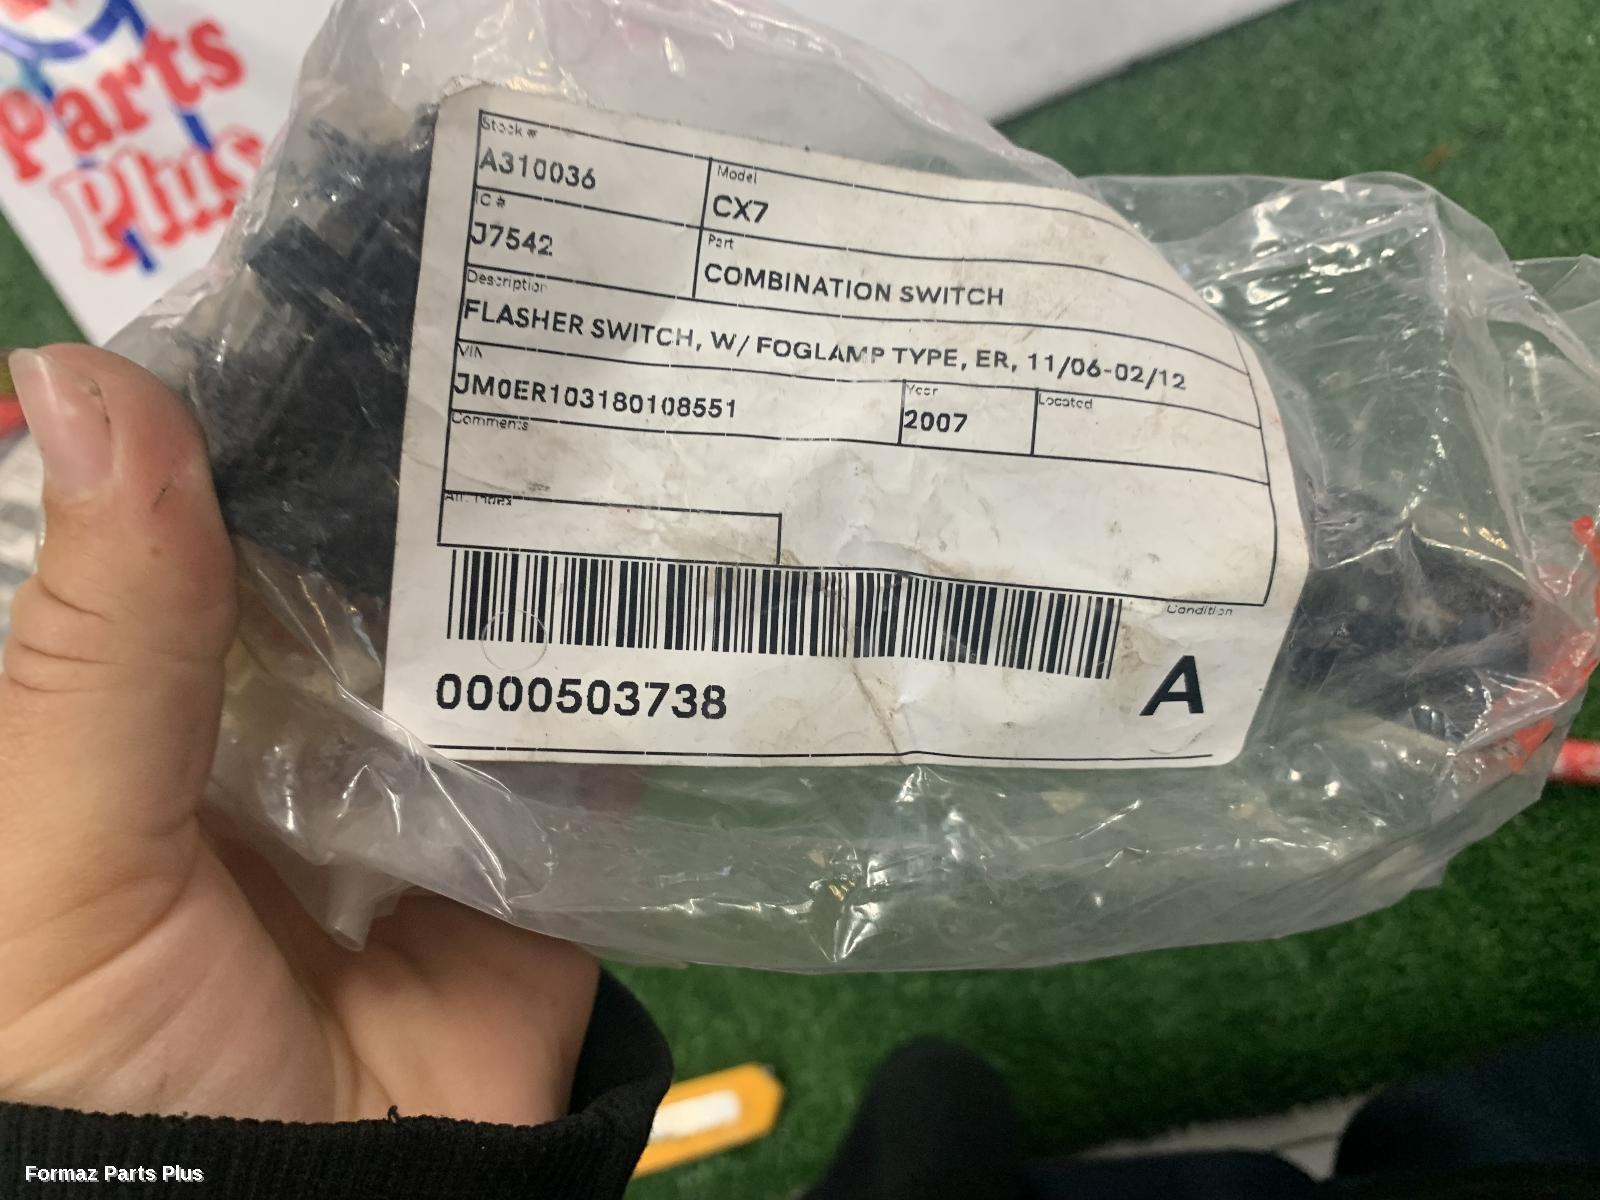 Parts
Plus
Stock #
A310036
Model
CX7
IC #
J7542
Part
COMBINATION SWITCH
Description
FLASHER SWITCH, W/ FOGLAMP TYPE, ER, 11/06-02/12
VIN
JM0ER103180108551
Year
2007
Located
Comments
0000503738
Condition
A
Formaz Parts Plus